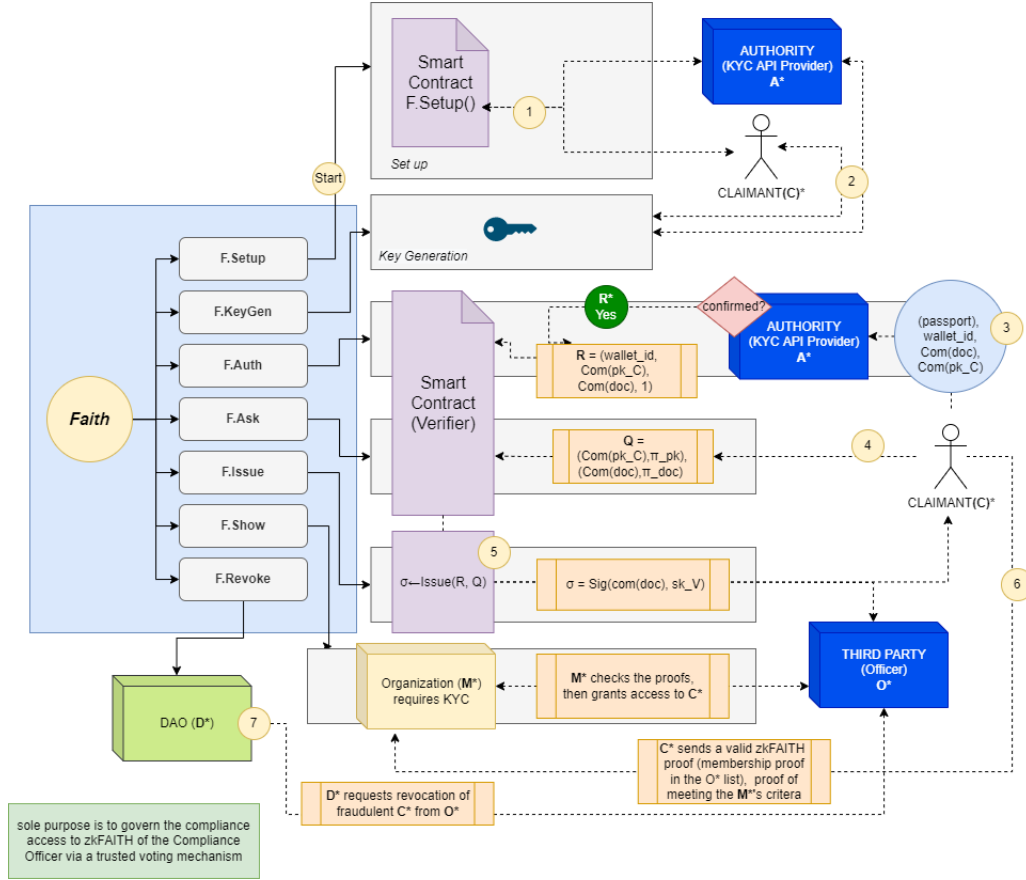 Smart
Contract
F.Setup()
1
Set up
AUTHORITY
(KYC API Provider)
A*
CLAIMANT(C)*
2
Start
Key Generation
Faith
F.Setup
F.KeyGen
F.Auth
F.Ask
F.Issue
F.Show
F.Revoke
Smart
Contract
(Verifier)
R*
Yes
confirmed?
R = (wallet_id,
Com(pk_C),
Com(doc), 1)
AUTHORITY
(KYC API Provider)
A*
(passport),
wallet_id,
Com(doc),
Com(pk_C)
3
Q =
(Com(pk_C),π_pk),
(Com(doc),π_doc)
4
CLAIMANT(C)*
σ←Issue(R, Q)
5
σ = Sig(com(doc), sk_V)
6
Organization (M*)
requires KYC
M* checks the proofs,
then grants access to C*
THIRD PARTY
(Officer)
O*
DAO (D*)
7
C* sends a valid zkFAITH
proof (membership proof
in the O* list), proof of
meeting the M*'s critera
D* requests revocation of
fraudulent C* from O*
sole purpose is to govern the compliance
access to zkFAITH of the Compliance
Officer via a trusted voting mechanism